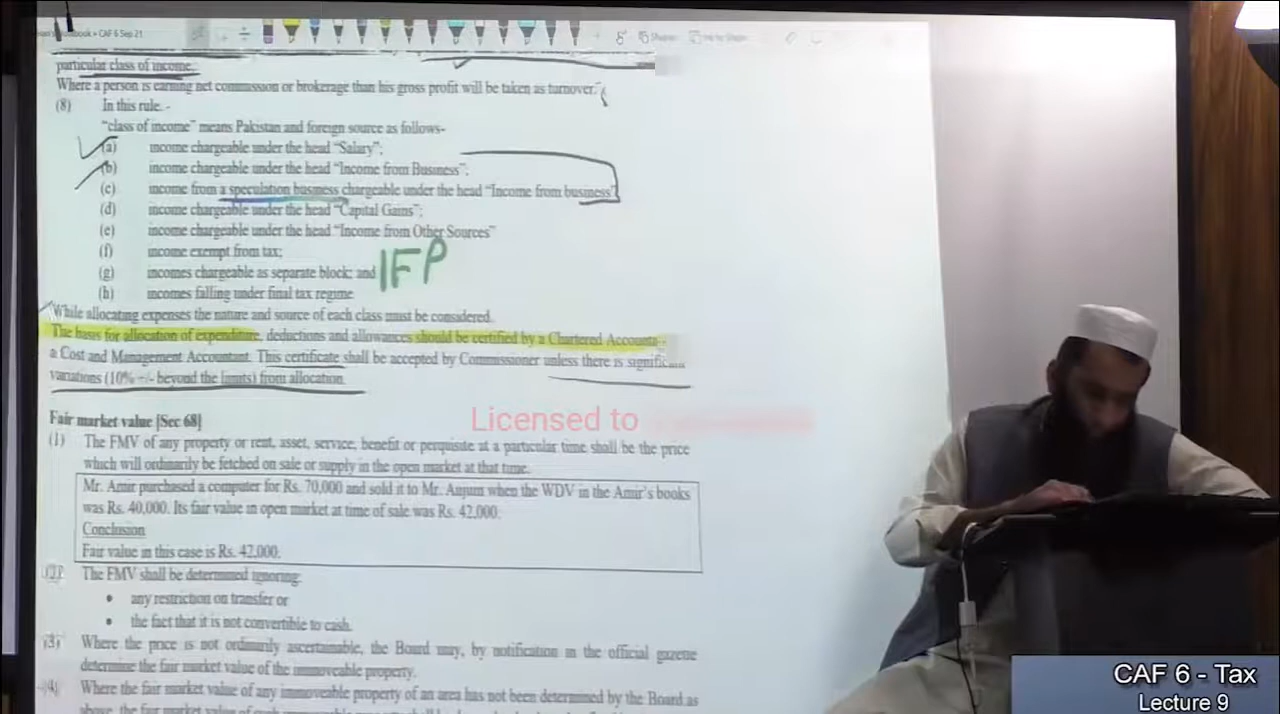 book » CAF 6 Sep 21
particular class of income.
Where a person is earning net commission or brokerage than his gross profit will be taken as turnover.
(8) In this rule. -
"class of income" means Pakistan and foreign source as follows-
(a) income chargeable under the head "Salary";
(b) income chargeable under the head "Income from Business";
(c) income from a speculation business chargeable under the head "Income from business"
(d) income chargeable under the head "Capital Gains";
(e) income chargeable under the head "Income from Other Sources"
(f) income exempt from tax;
(g) incomes chargeable as separate block; and IFP
(h) incomes falling under final tax regime
While allocating expenses the nature and source of each class must be considered.
The basis for allocation of expenditure, deductions and allowances should be certified by a Chartered
a Cost and Management Accountant. This certificate shall be accepted by Commissioner unless there is significant
variations (10% +/- beyond the limits) from allocation.
Fair market value [Sec 68]
(1) The FMV of any property or rent, asset, service, benefit or perquisite at a particular time shall be the price
which will ordinarily be fetched on sale or supply in the open market at that time.
Mr. Amir purchased a computer for Rs. 70,000 and sold it to Mr. Anjum when the WDV in the Amir's books
was Rs. 40,000. Its fair value in open market at time of sale was Rs. 42,000.
Conclusion
Fair value in this case is Rs. 42,000.
(2) The FMV shall be determined ignoring:
• any restriction on transfer or
• the fact that it is not convertible to cash.
(3) Where the price is not ordinarily ascertainable, the Board may, by notification in the official gazette
determine the fair market value of the immoveable property.
(4) Where the fair market value of any immoveable property of an area has not been determined by the Board as
above, the fair market value of such
Licensed to
CAF 6 - Tax
Lecture 9